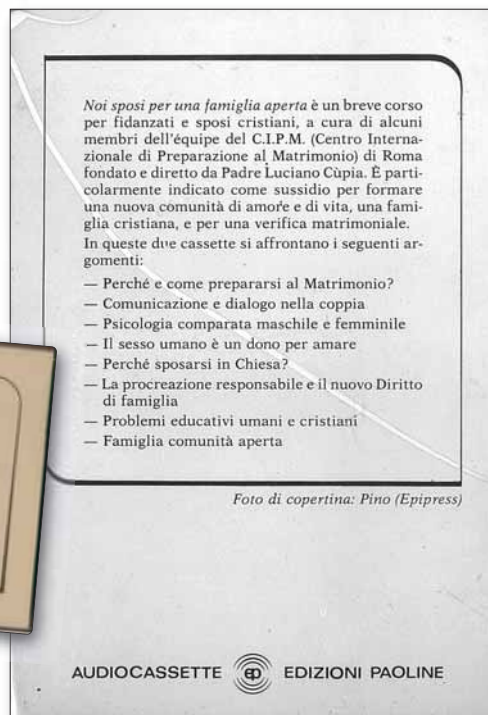 Noi sposi per una famiglia aperta è un breve corso
per fidanzati e sposi cristiani, a cura di alcuni
membri dell'équipe del C.I.P.M. (Centro Interna-
zionale di Preparazione al Matrimonio) di Roma
fondato e diretto da Padre Luciano Cùpia. È parti-
colarmente indicato come sussidio per formare
una nuova comunità di amore e di vita, una fami-
glia cristiana, e per una verifica matrimoniale.
In queste due cassette si affrontano i seguenti ar-
gomenti:
— Perché e come prepararsi al Matrimonio?
— Comunicazione e dialogo nella coppia
— Psicologia comparata maschile e femminile
— Il sesso umano è un dono per amare
— Perché sposarsi in Chiesa?
— La procreazione responsabile e il nuovo Diritto
di famiglia
— Problemi educativi umani e cristiani
— Famiglia comunità aperta
Foto di copertina: Pino (Epipress)
AUDIOCASSETTE ep EDIZIONI PAOLINE